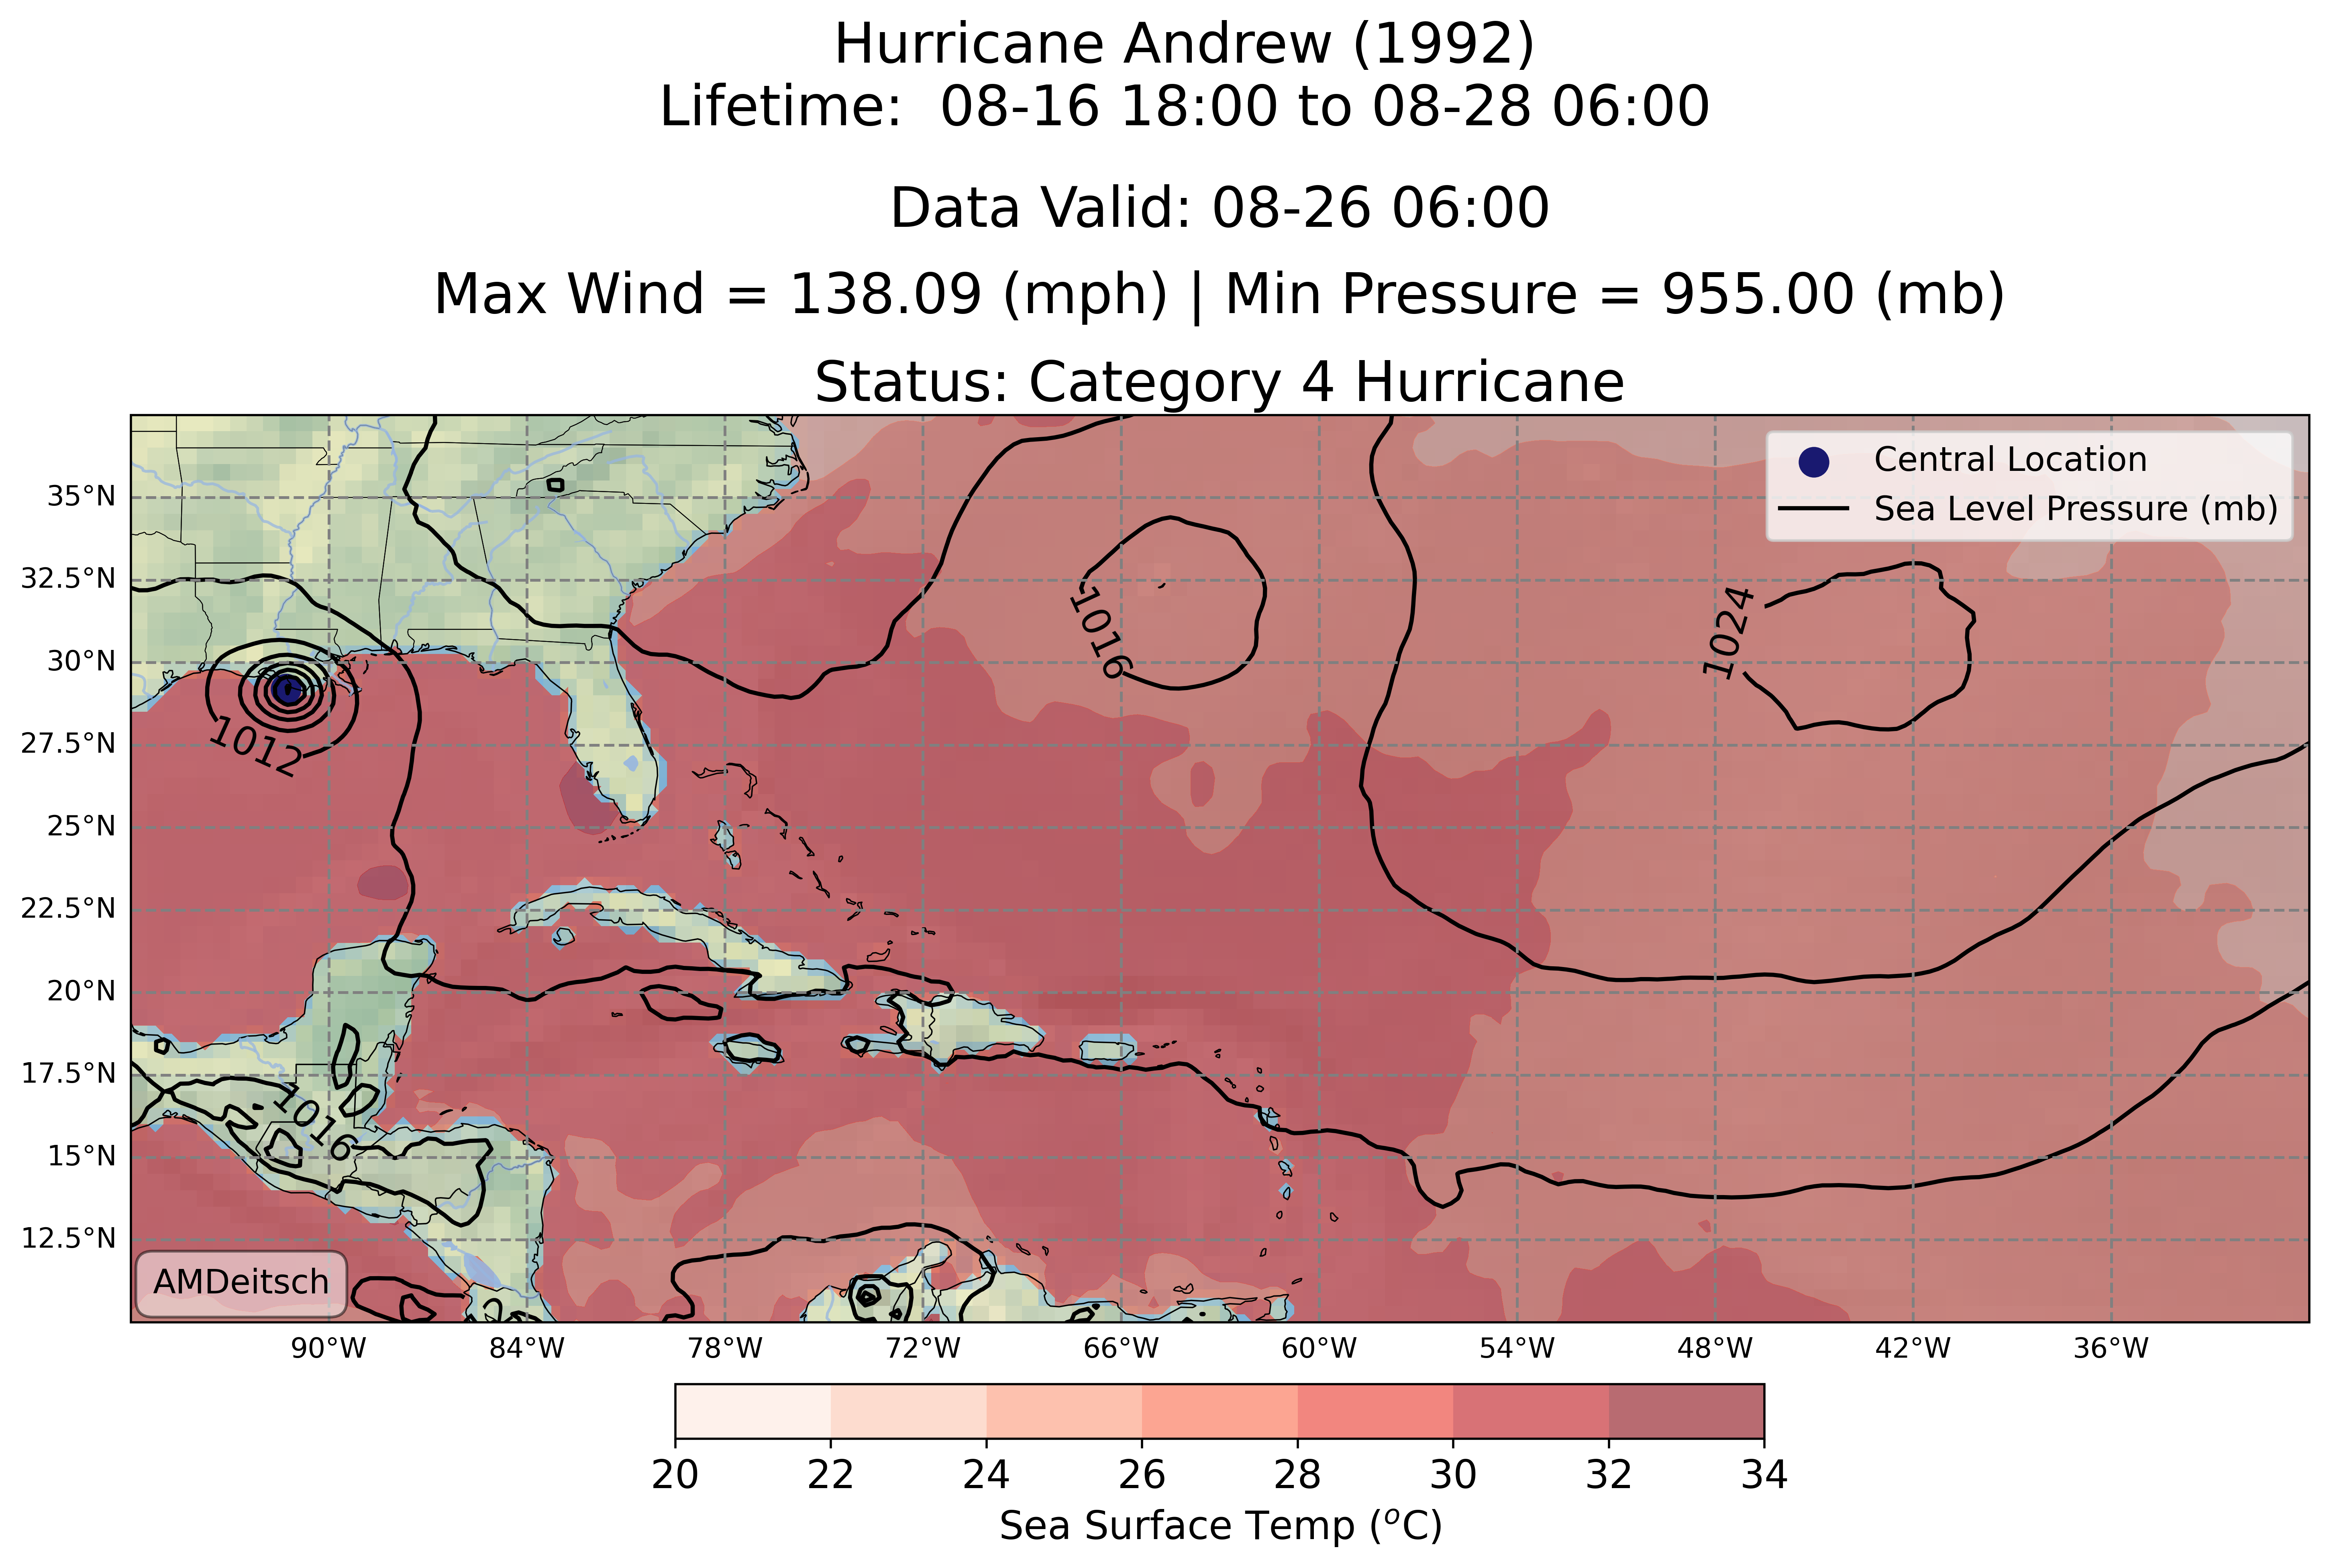 Hurricane Andrew (1992)
Lifetime:  08-16 18:00 to 08-28 06:00
Data Valid: 08-26 06:00
Max Wind = 138.09 (mph) | Min Pressure = 955.00 (mb)
Status: Category 4 Hurricane
Central Location
Sea Level Pressure (mb)
35°N
32.5°N
30°N
27.5°N
25°N
22.5°N
20°N
17.5°N
15°N
12.5°N
1016
1024
1012
1016
AMDeitsch
90°W 84°W 78°W 72°W 66°W 60°W 54°W 48°W 42°W 36°W
20 22 24 26 28 30 32 34
Sea Surface Temp (°C)